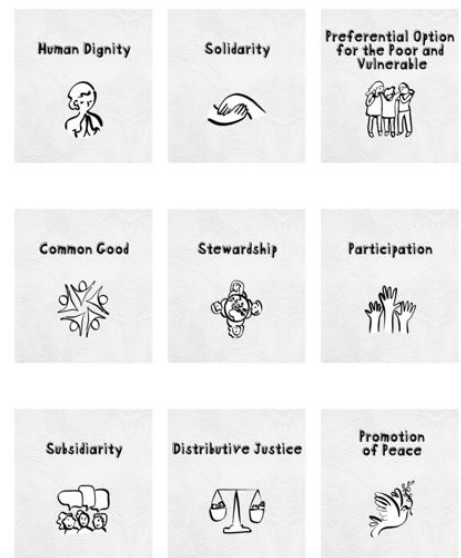 Human Dignity
Solidarity
Preferential Option
for the Poor and
Vulnerable
Common Good
Stewardship
Participation
Subsidiarity
Distributive Justice
Promotion
of Peace